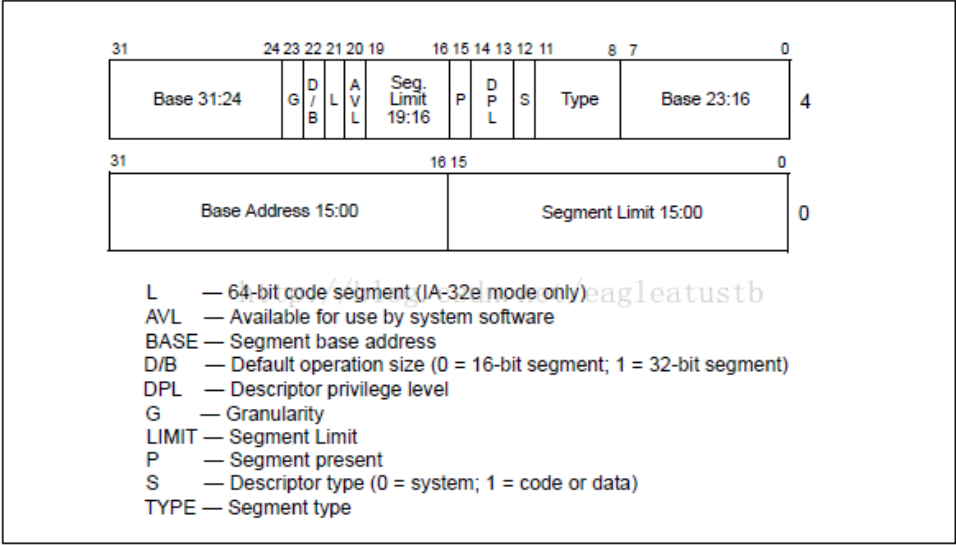 31 24 23 22 21 20 19 16 15 14 13 12 11 8 7 0
Base 31:24 G D/B L AVL Seg. Limit 19:16 P DPL S Type Base 23:16 4
31 16 15 0
Base Address 15:00 Segment Limit 15:00 0
L — 64-bit code segment (IA-32e mode only)
AVL — Available for use by system software
BASE — Segment base address
D/B — Default operation size (0 = 16-bit segment; 1 = 32-bit segment)
DPL — Descriptor privilege level
G — Granularity
LIMIT — Segment Limit
P — Segment present
S — Descriptor type (0 = system; 1 = code or data)
TYPE — Segment type